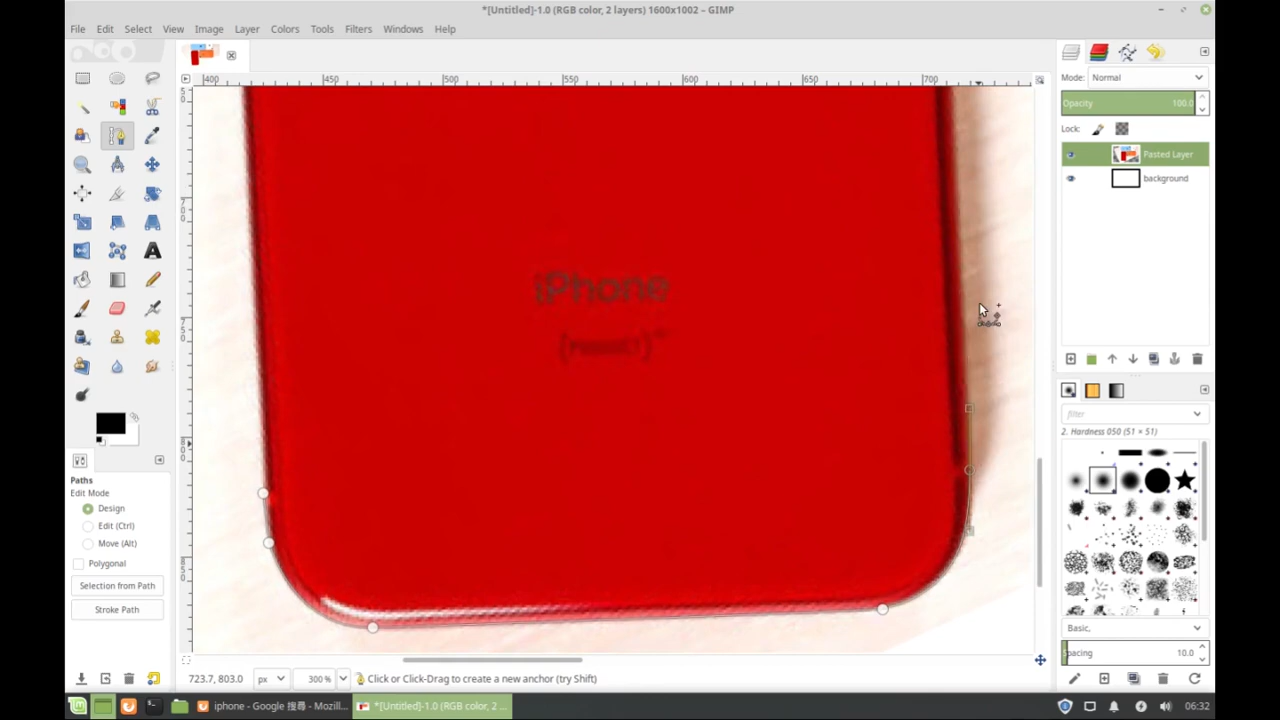 *[Untitled]-1.0 (RGB color, 2 layers) 1600x1002 – GIMP
File Edit Select View Image Layer Colors Tools Filters Windows Help
400 450 500 550 600 650 700
Mode: Normal
Opacity 100.0
Lock:
Pasted Layer
background
iPhone
filter
2. Hardness 050 (51 × 51)
Paths
Edit Mode
Design
Edit (Ctrl)
Move (Alt)
Polygonal
Selection from Path
Stroke Path
Basic,
Spacing 10.0
723.7, 803.0 px 300% Click or Click-Drag to create a new anchor (try Shift)
iphone - Google 搜尋 - Mozill... *[Untitled]-1.0 (RGB color, 2 ... 06:32